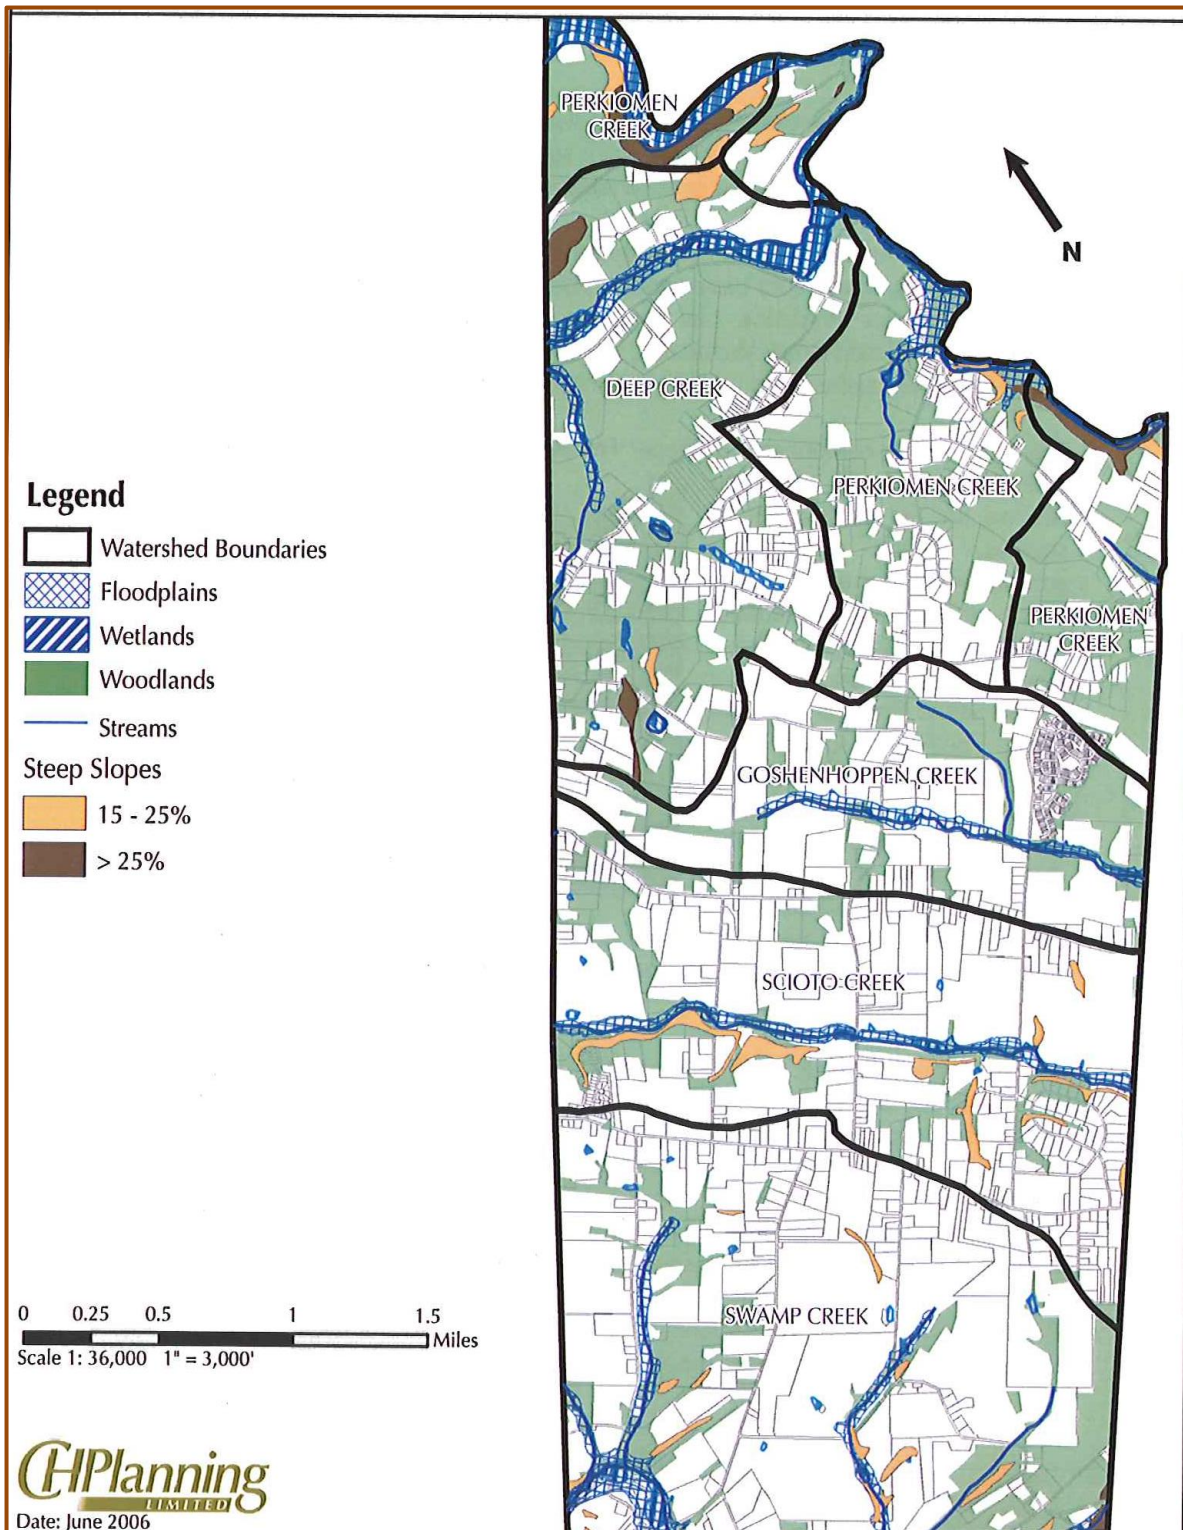 PERKIOMEN
CREEK
N
DEEP CREEK
PERKIOMEN CREEK
PERKIOMEN
CREEK
GOSHENHOPPEN CREEK
SCIOTO CREEK
SWAMP CREEK
Legend
Watershed Boundaries
Floodplains
Wetlands
Woodlands
Streams
Steep Slopes
15 - 25%
> 25%
0 0.25 0.5 1 1.5
Miles
Scale 1: 36,000 1" = 3,000'
CHPlanning
LIMITED
Date: June 2006